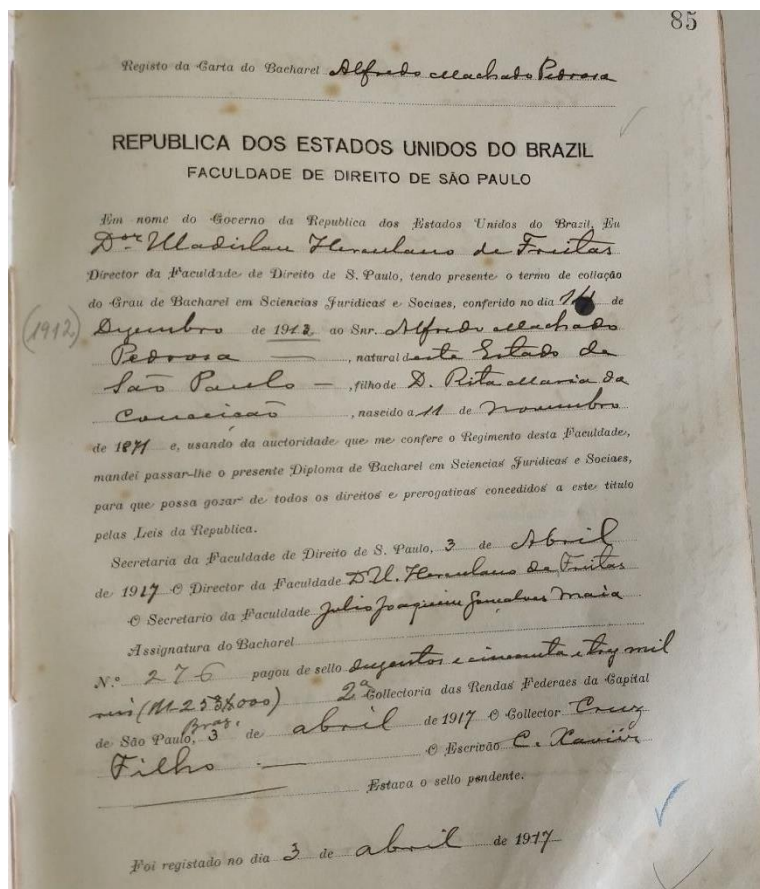 85
Registo da Carta do Bacharel Alfredo Machado Pedrosa
REPUBLICA DOS ESTADOS UNIDOS DO BRAZIL
FACULDADE DE DIREITO DE SÃO PAULO
Em nome do Governo da Republica dos Estados Unidos do Brazil, Eu
Dor. Uladislau Herculano de Freitas
Director da Faculdade de Direito de S. Paulo, tendo presente o termo de collação
do Grau de Bacharel em Sciencias Juridicas e Sociaes, conferido no dia 14 de
(1912) Dezembro de 1912 ao Snr. Alfredo Machado
Pedrosa —, natural deste Estado de
São Paulo —, filho de D. Rita Maria da
Conceição, nascido a 11 de Novembro
de 1871 e, usando da auctoridade que me confere o Regimento desta Faculdade,
mandei passar-lhe o presente Diploma de Bacharel em Sciencias Juridicas e Sociaes,
para que possa gozar de todos os direitos e prerogativas concedidos a este titulo
pelas Leis da Republica.
Secretaria da Faculdade de Direito de S. Paulo, 3 de Abril
de 1917 O Director da Faculdade D U. Herculano de Freitas
O Secretario da Faculdade Julio Joaquim Gonçalves Maia
Assignatura do Bacharel
N.º 276 pagou de sello duzentos e cincoenta e trez mil
reis (253$000) 2ª Collectoria das Rendas Federaes da Capital
de São Paulo, Braz, 3 de abril de 1917 O Collector Cruz
Filho — O Escrivão C. Xavier
Estava o sello pendente.
Foi registado no dia 3 de abril de 1917